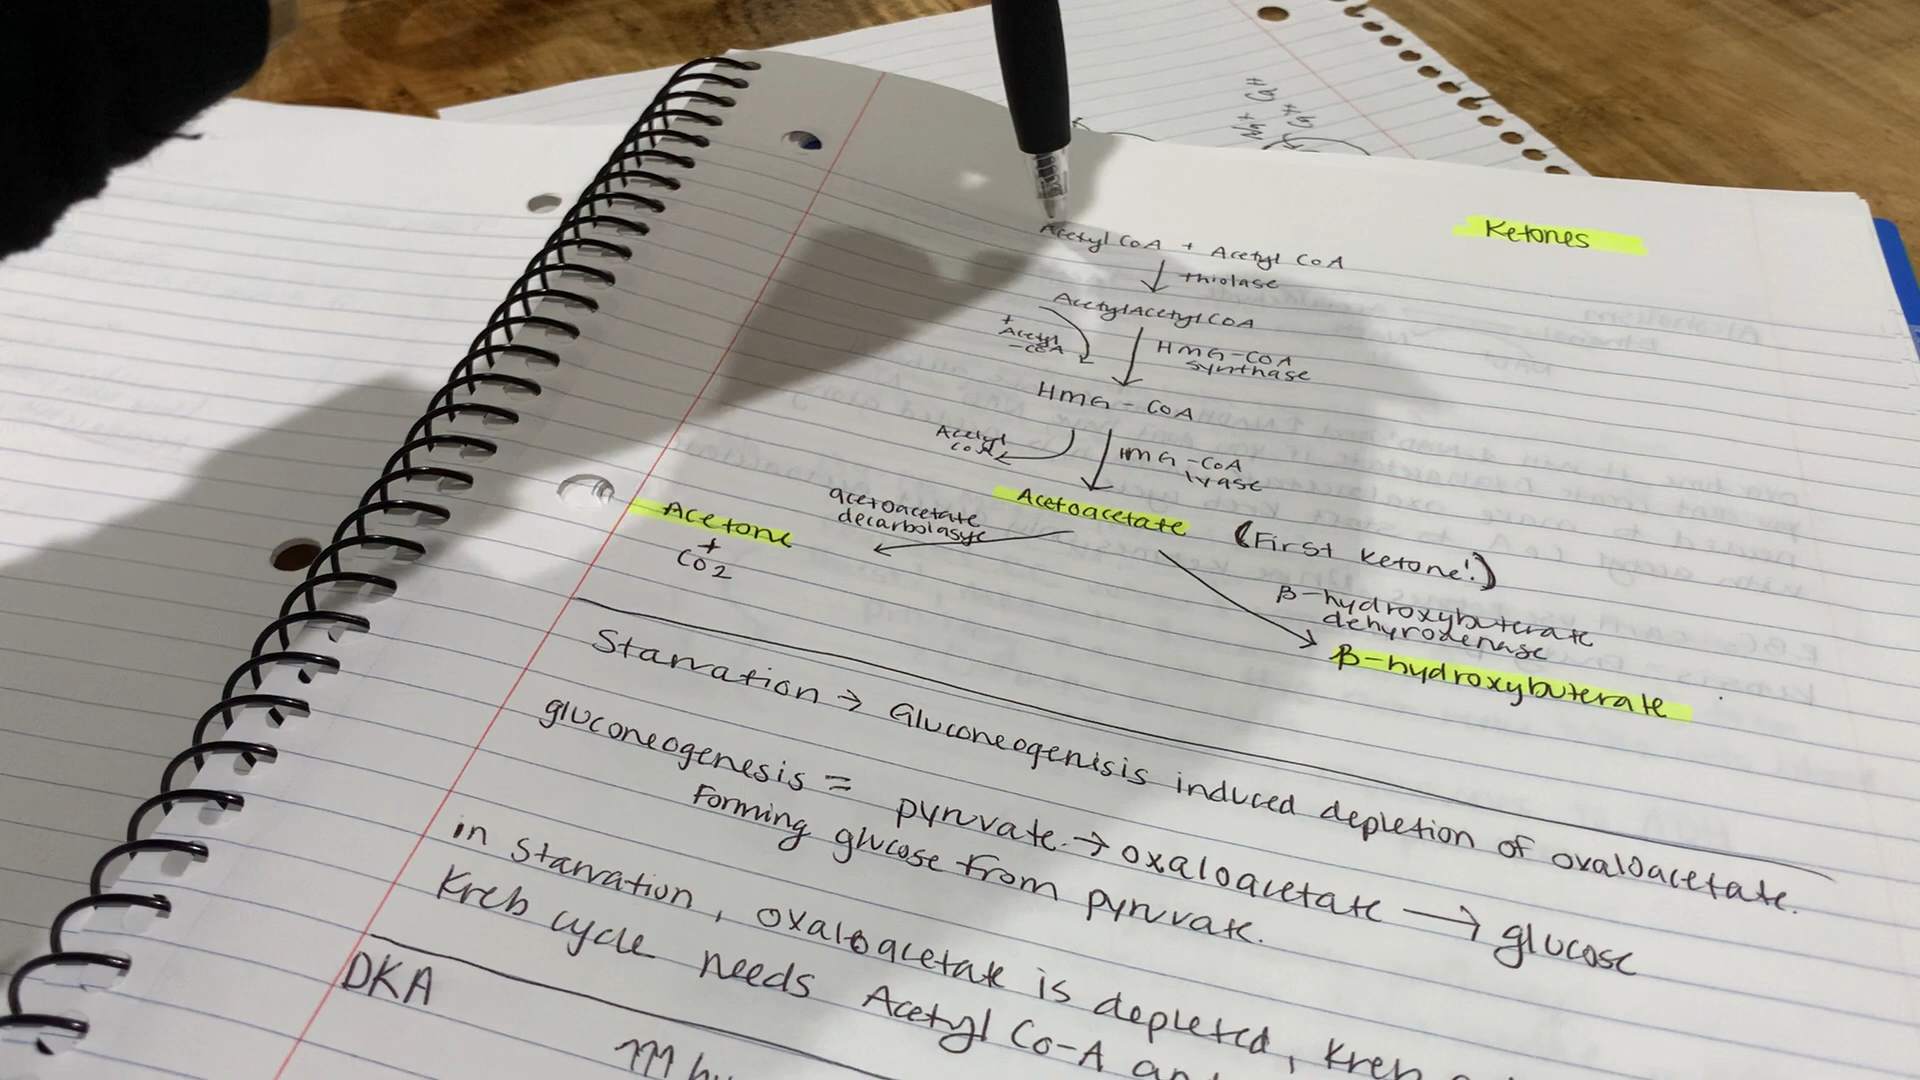 Ketones
Acetyl CoA + Acetyl CoA
thiolase
AcetylAcetylCoA
+
Acetyl
-CoA
HMG-COA
synthase
HMG-COA
Acetyl
CoA
HMG-COA
lyase
Acetoacetate (First Ketone!)
acetoacetate
decarbolasye
Acetone
+
CO2
β-hydroxybuterate
dehyrodenase
β-hydroxybuterate
Starvation → Gluconeogenisis induced depletion of oxaloacetate.
gluconeogenesis = pyruvate → oxaloacetate → glucose
Forming glucose from pyruvate.
in starvation, oxaloacetate is depleted, Kreb
Kreb cycle needs Acetyl Co-A and
DKA